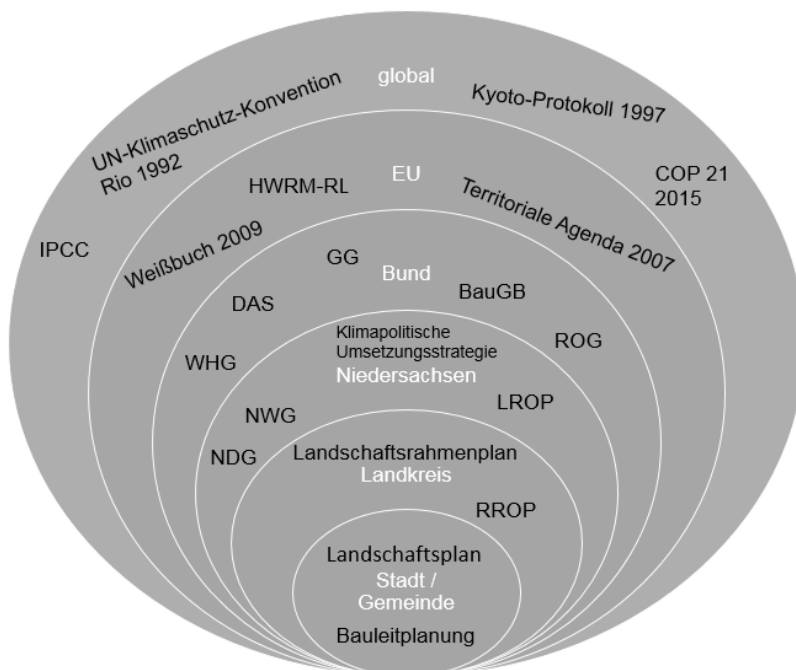 global
UN-Klimaschutz-Konvention
Rio 1992
Kyoto-Protokoll 1997
COP 21
2015
IPCC
EU
HWRM-RL
Territoriale Agenda 2007
Weißbuch 2009
GG
Bund
BauGB
DAS
ROG
WHG
Klimapolitische
Umsetzungsstrategie
Niedersachsen
LROP
NWG
NDG
Landschaftsrahmenplan
Landkreis
RROP
Landschaftsplan
Stadt /
Gemeinde
Bauleitplanung